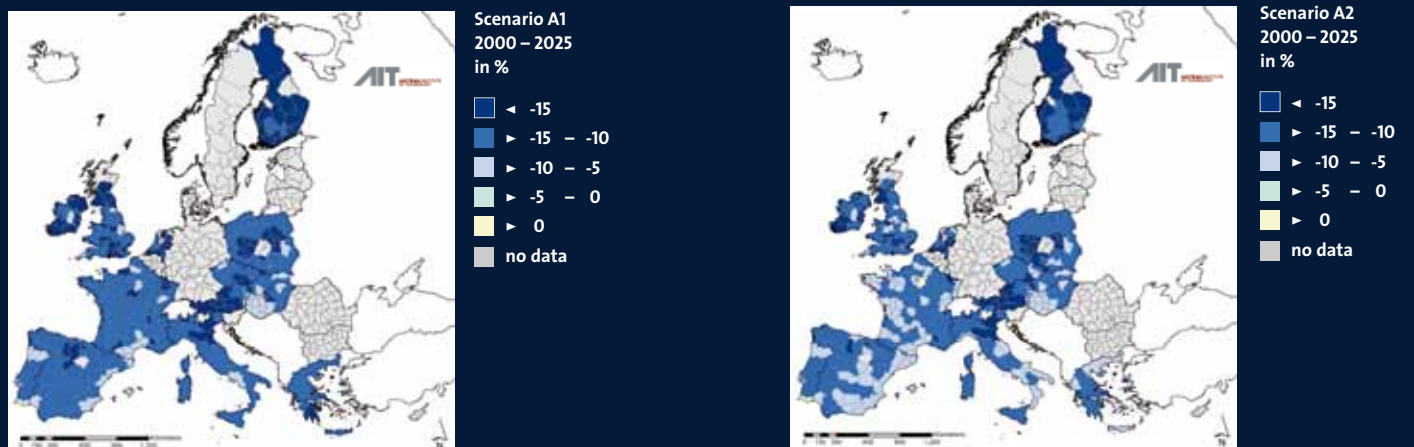 Scenario A1
2000 – 2025
in %
◄ -15
► -15 – -10
► -10 – -5
► -5 – 0
► 0
no data
AIT
Scenario A2
2000 – 2025
in %
◄ -15
► -15 – -10
► -10 – -5
► -5 – 0
► 0
no data
AIT
N
N